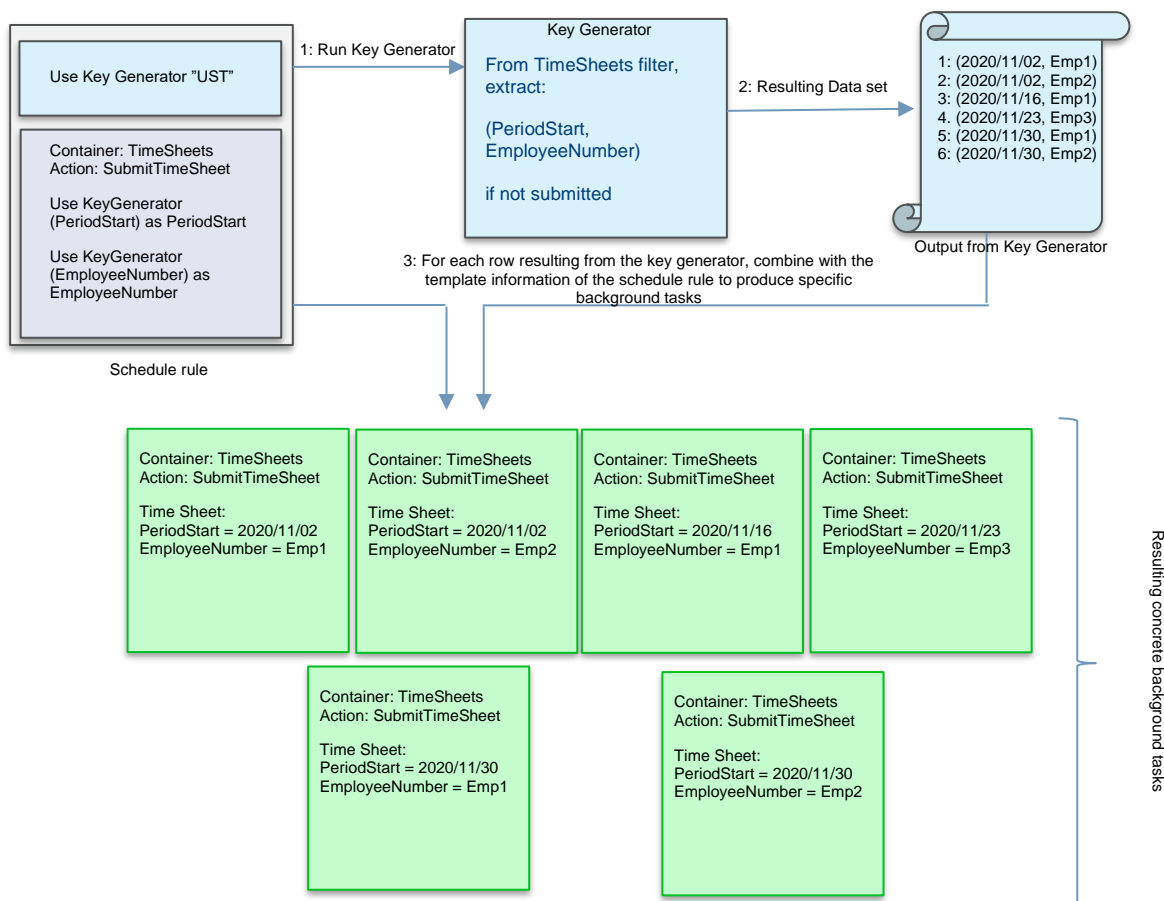 Use Key Generator ”UST”
Container: TimeSheets
Action: SubmitTimeSheet
Use KeyGenerator
(PeriodStart) as PeriodStart
Use KeyGenerator
(EmployeeNumber) as
EmployeeNumber
Schedule rule
1: Run Key Generator
Key Generator
From TimeSheets filter,
extract:
(PeriodStart,
EmployeeNumber)
if not submitted
2: Resulting Data set
1: (2020/11/02, Emp1)
2: (2020/11/02, Emp2)
3: (2020/11/16, Emp1)
4. (2020/11/23, Emp3)
5: (2020/11/30, Emp1)
6: (2020/11/30, Emp2)
Output from Key Generator
3: For each row resulting from the key generator, combine with the
template information of the schedule rule to produce specific
background tasks
Container: TimeSheets
Action: SubmitTimeSheet
Time Sheet:
PeriodStart = 2020/11/02
EmployeeNumber = Emp1
Container: TimeSheets
Action: SubmitTimeSheet
Time Sheet:
PeriodStart = 2020/11/02
EmployeeNumber = Emp2
Container: TimeSheets
Action: SubmitTimeSheet
Time Sheet:
PeriodStart = 2020/11/16
EmployeeNumber = Emp1
Container: TimeSheets
Action: SubmitTimeSheet
Time Sheet:
PeriodStart = 2020/11/23
EmployeeNumber = Emp3
Container: TimeSheets
Action: SubmitTimeSheet
Time Sheet:
PeriodStart = 2020/11/30
EmployeeNumber = Emp1
Container: TimeSheets
Action: SubmitTimeSheet
Time Sheet:
PeriodStart = 2020/11/30
EmployeeNumber = Emp2
Resulting concrete background tasks